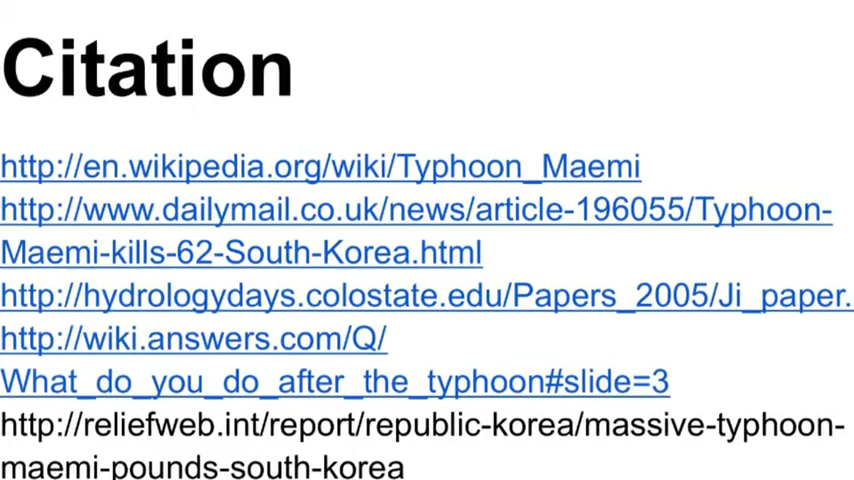 Citation
http://en.wikipedia.org/wiki/Typhoon_Maemi
http://www.dailymail.co.uk/news/article-196055/Typhoon-
Maemi-kills-62-South-Korea.html
http://hydrologydays.colostate.edu/Papers_2005/Ji_paper.
http://wiki.answers.com/Q/
What_do_you_do_after_the_typhoon#slide=3
http://reliefweb.int/report/republic-korea/massive-typhoon-
maemi-pounds-south-korea